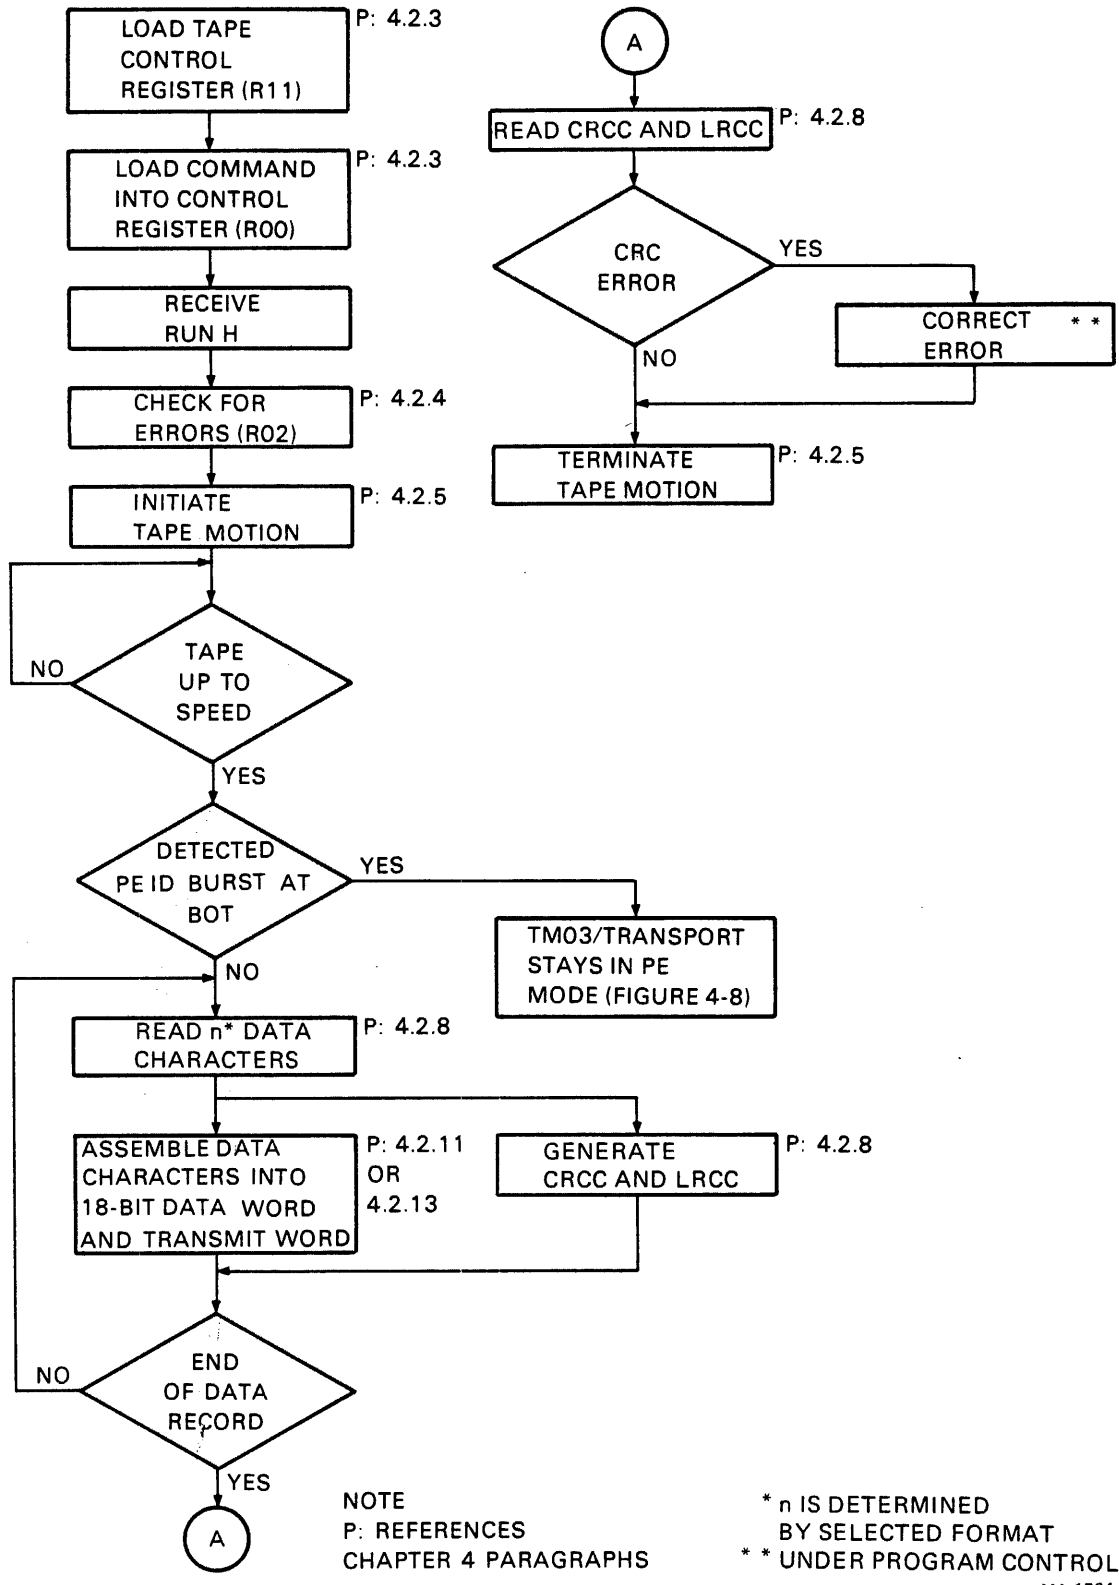 LOAD TAPE
CONTROL
REGISTER (R11)
P: 4.2.3
LOAD COMMAND
INTO CONTROL
REGISTER (R00)
P: 4.2.3
RECEIVE
RUN H
CHECK FOR
ERRORS (R02)
P: 4.2.4
INITIATE
TAPE MOTION
P: 4.2.5
TAPE
UP TO
SPEED
NO
YES
DETECTED
PE ID BURST AT
BOT
YES
TM03/TRANSPORT
STAYS IN PE
MODE (FIGURE 4-8)
NO
READ n* DATA
CHARACTERS
P: 4.2.8
ASSEMBLE DATA
CHARACTERS INTO
18-BIT DATA WORD
AND TRANSMIT WORD
P: 4.2.11
OR
4.2.13
GENERATE
CRCC AND LRCC
P: 4.2.8
END
OF DATA
RECORD
NO
YES
A
A
READ CRCC AND LRCC
P: 4.2.8
CRC
ERROR
YES
CORRECT * *
ERROR
NO
TERMINATE
TAPE MOTION
P: 4.2.5
NOTE
P: REFERENCES
CHAPTER 4 PARAGRAPHS
* n IS DETERMINED
BY SELECTED FORMAT
* * UNDER PROGRAM CONTROL